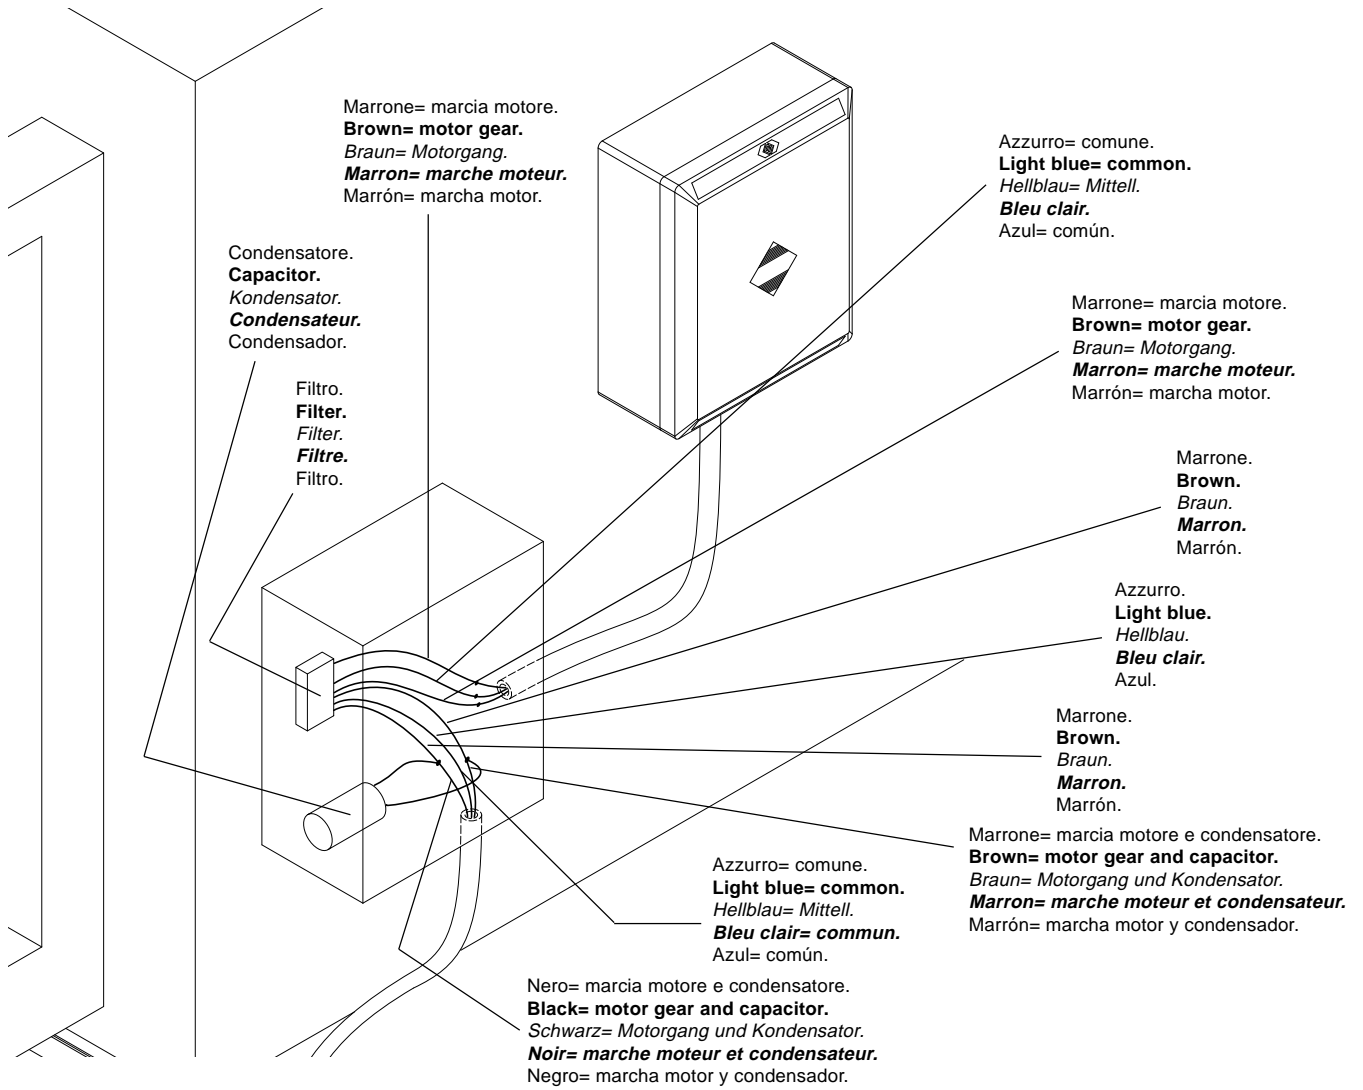 Marrone= marcia motore.
Brown= motor gear.
Braun= Motorgang.
Marron= marche moteur.
Marrón= marcha motor.
Azzurro= comune.
Light blue= common.
Hellblau= Mittell.
Bleu clair.
Azul= común.
Condensatore.
Capacitor.
Kondensator.
Condensateur.
Condensador.
Marrone= marcia motore.
Brown= motor gear.
Braun= Motorgang.
Marron= marche moteur.
Marrón= marcha motor.
Filtro.
Filter.
Filter.
Filtre.
Filtro.
Marrone.
Brown.
Braun.
Marron.
Marrón.
Azzurro.
Light blue.
Hellblau.
Bleu clair.
Azul.
Marrone.
Brown.
Braun.
Marron.
Marrón.
Marrone= marcia motore e condensatore.
Brown= motor gear and capacitor.
Braun= Motorgang und Kondensator.
Marron= marche moteur et condensateur.
Marrón= marcha motor y condensador.
Azzurro= comune.
Light blue= common.
Hellblau= Mittell.
Bleu clair= commun.
Azul= común.
Nero= marcia motore e condensatore.
Black= motor gear and capacitor.
Schwarz= Motorgang und Kondensator.
Noir= marche moteur et condensateur.
Negro= marcha motor y condensador.